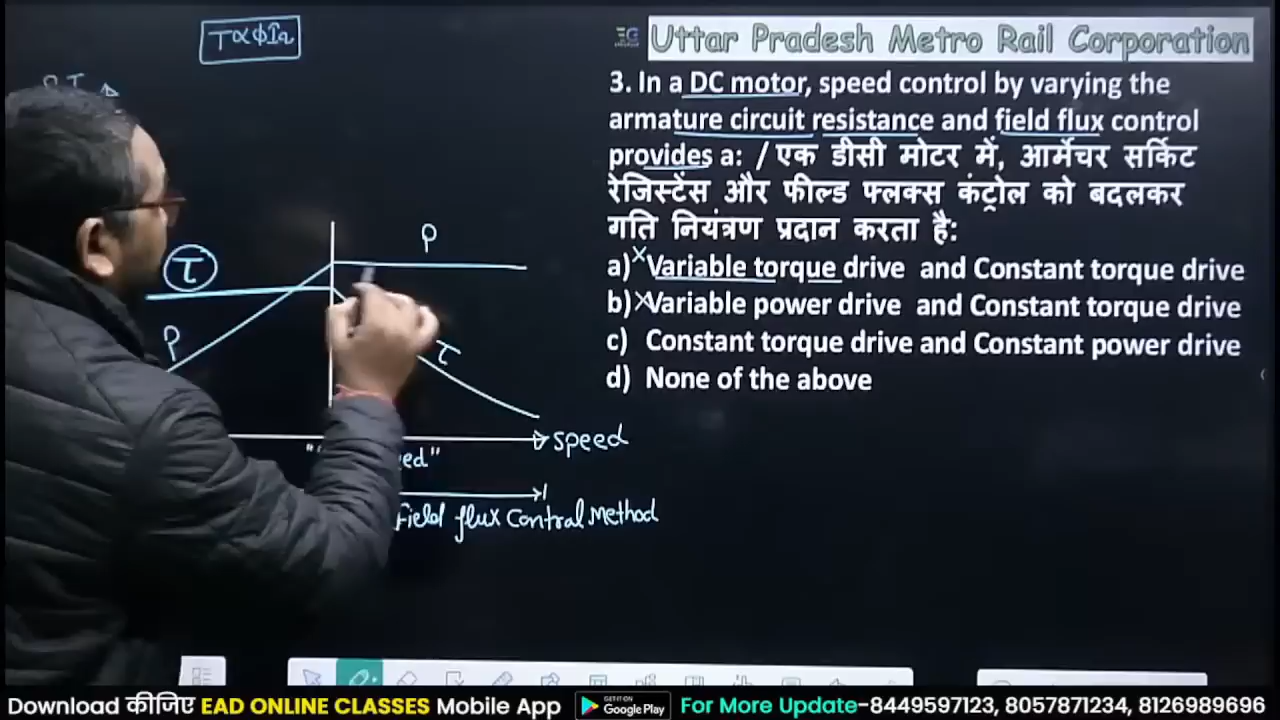 T∝ΦIa
Uttar Pradesh Metro Rail Corporation
3. In a DC motor, speed control by varying the
armature circuit resistance and field flux control
provides a: / एक डीसी मोटर में, आर्मेचर सर्किट
रेजिस्टेंस और फील्ड फ्लक्स कंट्रोल को बदलकर
गति नियंत्रण प्रदान करता है:
a) Variable torque drive and Constant torque drive
b) Variable power drive and Constant torque drive
c) Constant torque drive and Constant power drive
d) None of the above
P
τ
P
τ
speed
Field flux Control Method
Download कीजिए EAD ONLINE CLASSES Mobile App GET IT ON Google Play For More Update-8449597123, 8057871234, 8126989696